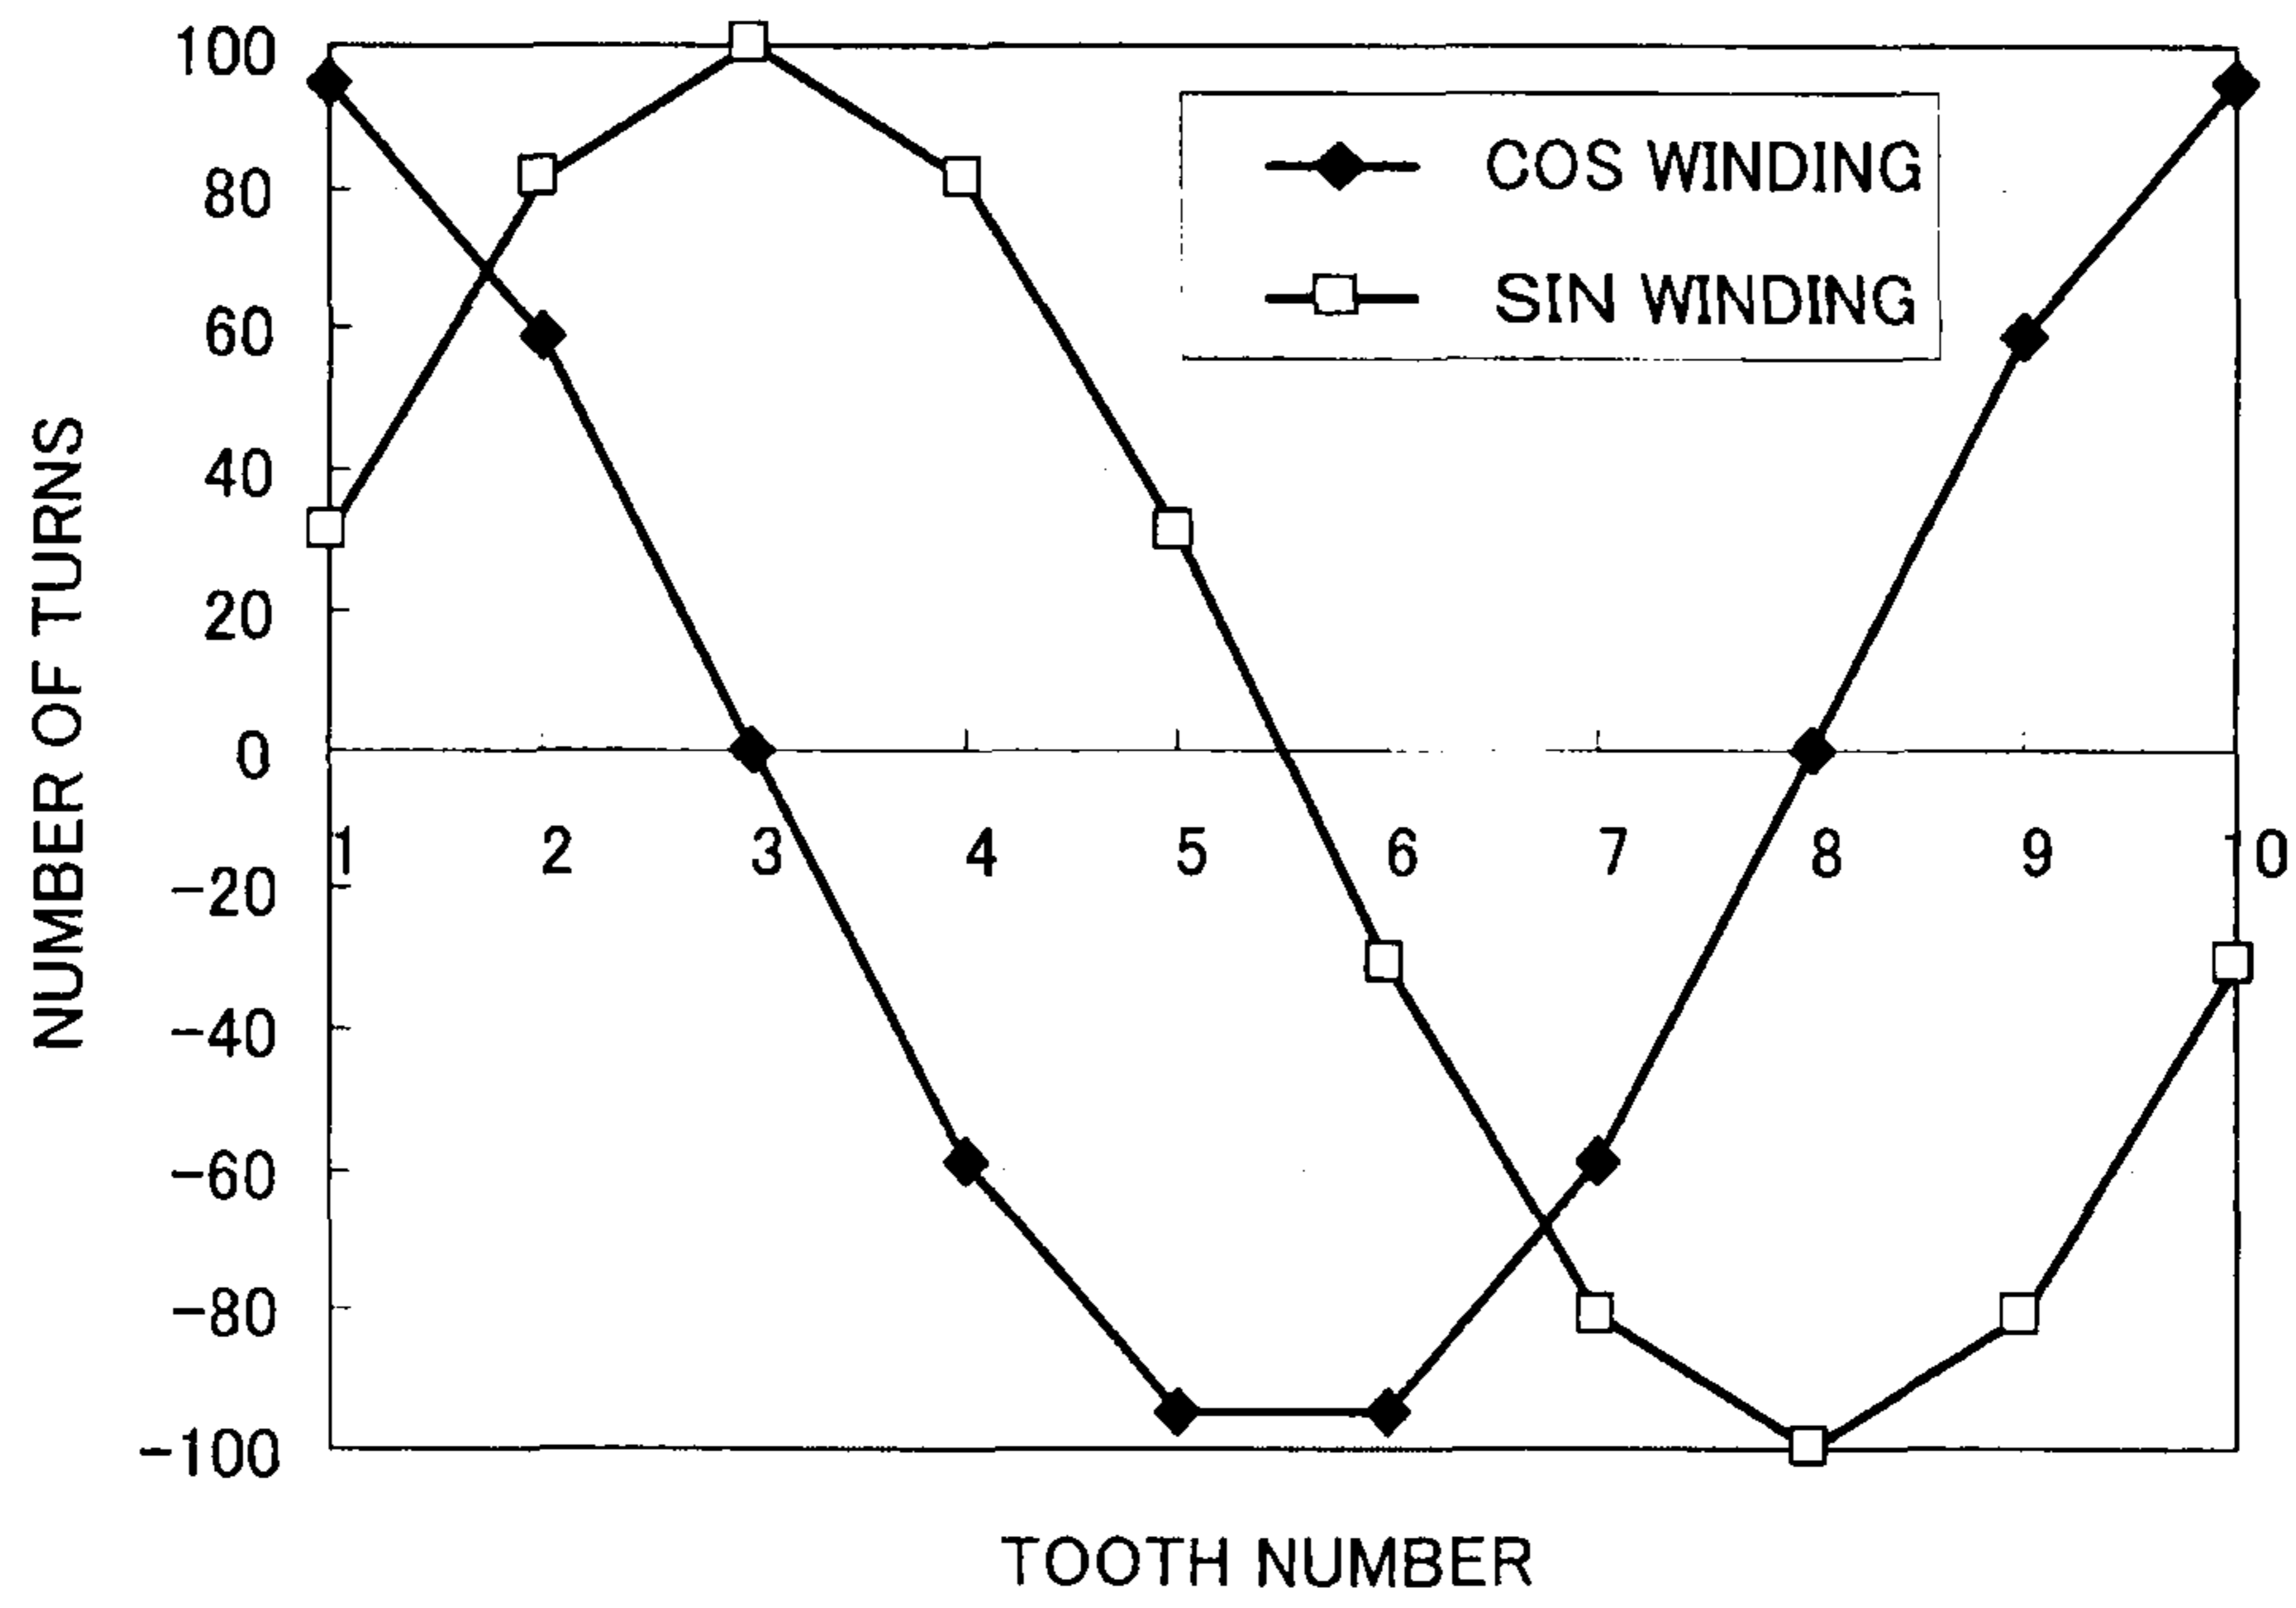 100
80
60
40
20
0
-20
-40
-60
-80
-100
NUMBER OF TURNS
COS WINDING
SIN WINDING
1 2 3 4 5 6 7 8 9 10
TOOTH NUMBER